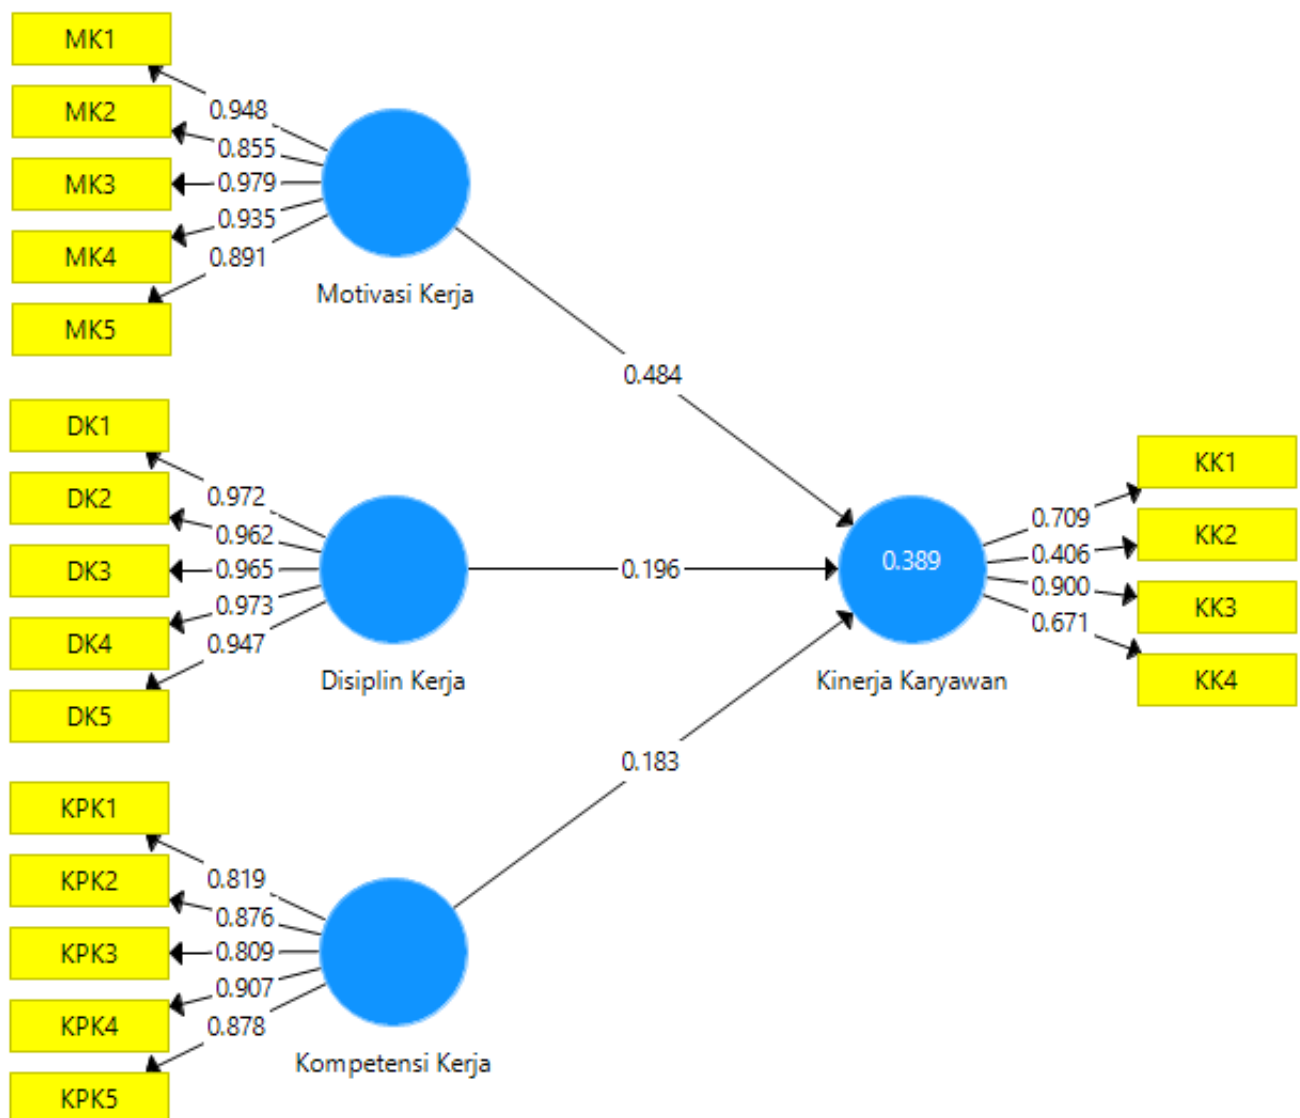 MK1
MK2
MK3
MK4
MK5
0.948
0.855
0.979
0.935
0.891
Motivasi Kerja
0.484
DK1
DK2
DK3
DK4
DK5
0.972
0.962
0.965
0.973
0.947
Disiplin Kerja
0.196
KPK1
KPK2
KPK3
KPK4
KPK5
0.819
0.876
0.809
0.907
0.878
Kompetensi Kerja
0.183
0.389
Kinerja Karyawan
0.709
0.406
0.900
0.671
KK1
KK2
KK3
KK4